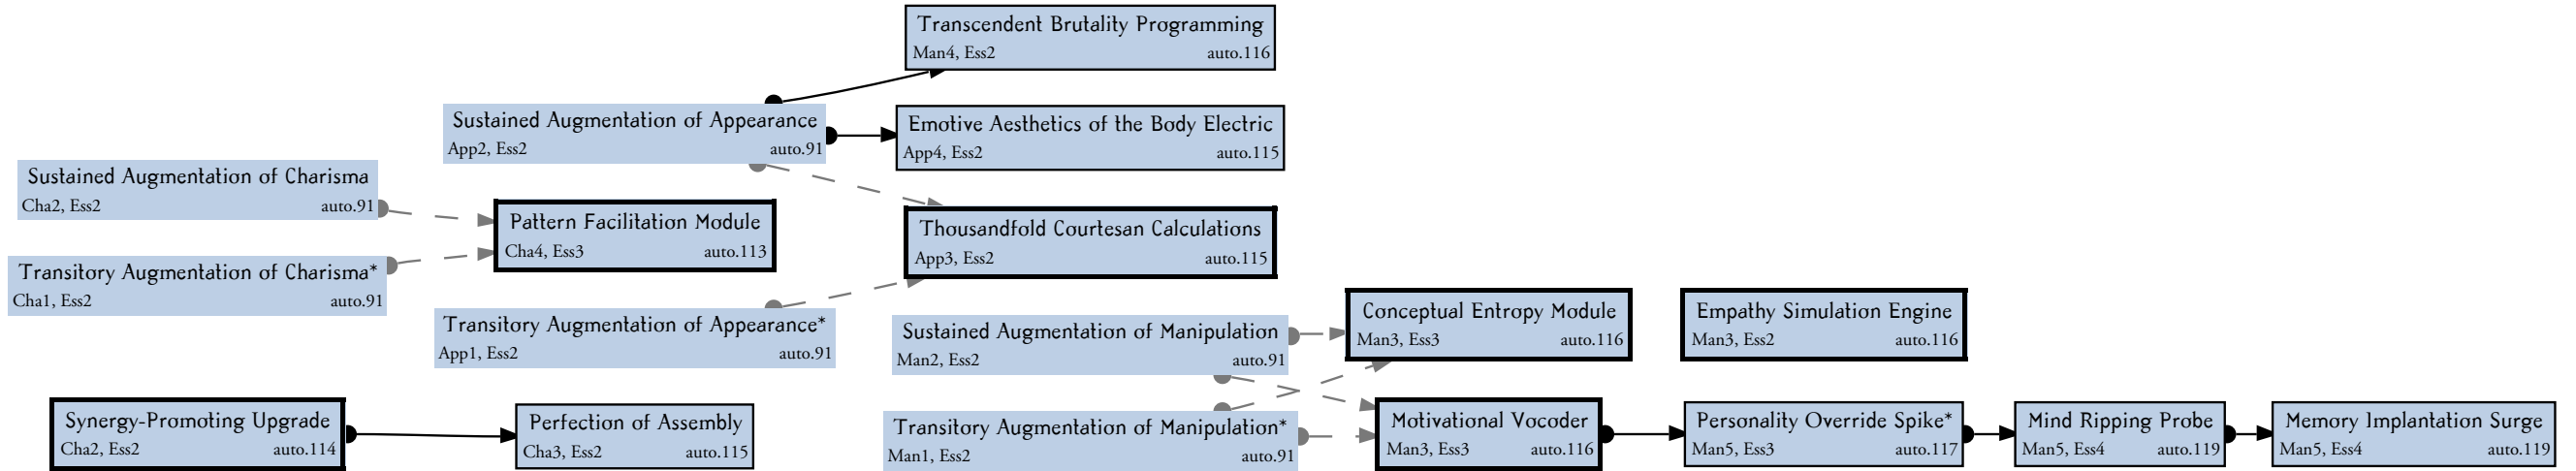 Transcendent Brutality Programming
Man4, Ess2 auto.116
Sustained Augmentation of Appearance
App2, Ess2 auto.91
Emotive Aesthetics of the Body Electric
App4, Ess2 auto.115
Sustained Augmentation of Charisma
Cha2, Ess2 auto.91
Pattern Facilitation Module
Cha4, Ess3 auto.113
Thousandfold Courtesan Calculations
App3, Ess2 auto.115
Transitory Augmentation of Charisma*
Cha1, Ess2 auto.91
Transitory Augmentation of Appearance*
App1, Ess2 auto.91
Sustained Augmentation of Manipulation
Man2, Ess2 auto.91
Conceptual Entropy Module
Man3, Ess3 auto.116
Empathy Simulation Engine
Man3, Ess2 auto.116
Synergy-Promoting Upgrade
Cha2, Ess2 auto.114
Perfection of Assembly
Cha3, Ess2 auto.115
Transitory Augmentation of Manipulation*
Man1, Ess2 auto.91
Motivational Vocoder
Man3, Ess3 auto.116
Personality Override Spike*
Man5, Ess3 auto.117
Mind Ripping Probe
Man5, Ess4 auto.119
Memory Implantation Surge
Man5, Ess4 auto.119